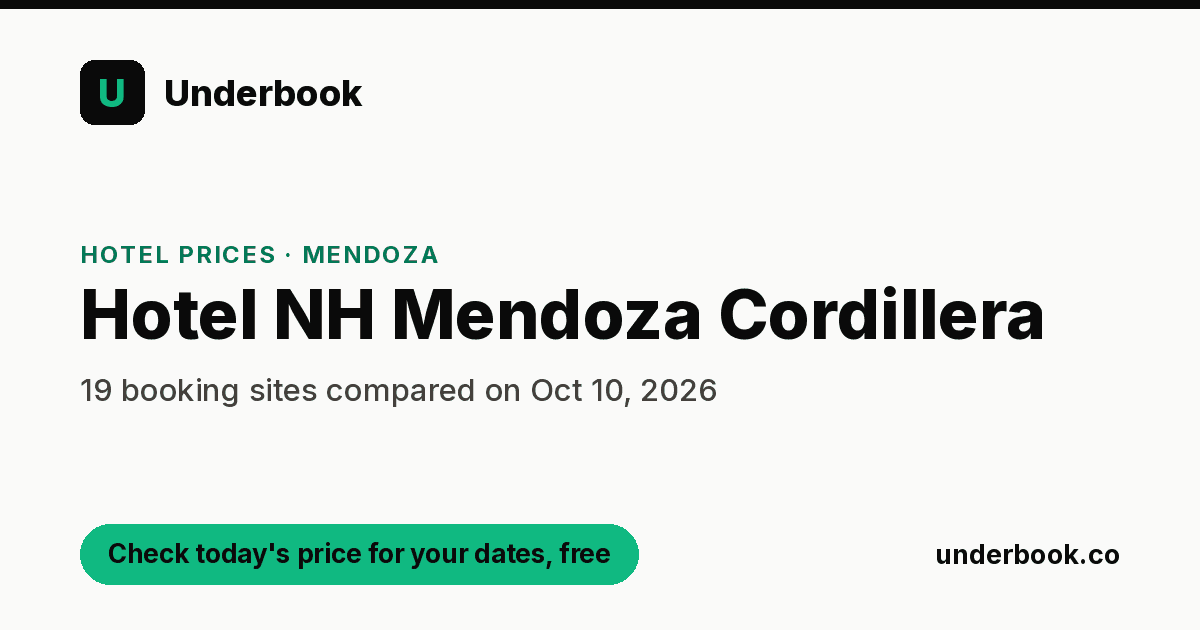 U Underbook
HOTEL PRICES · MENDOZA
Hotel NH Mendoza Cordillera
19 booking sites compared on Oct 10, 2026
Check today's price for your dates, free
underbook.co